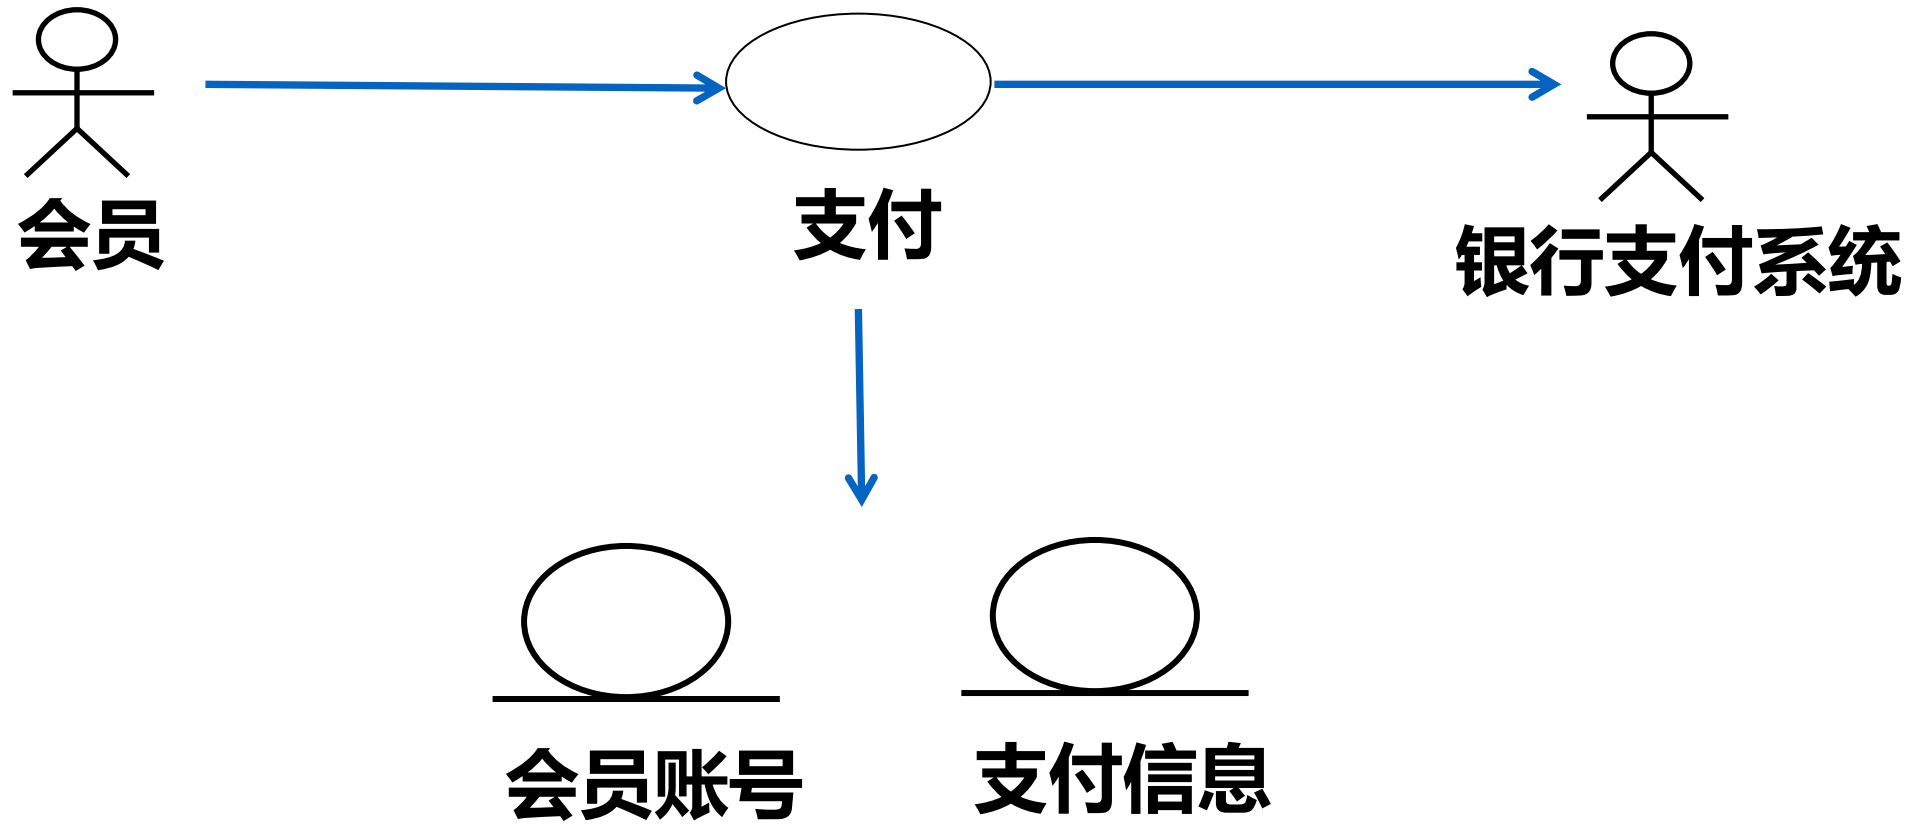 会员
支付
银行支付系统
会员账号
支付信息